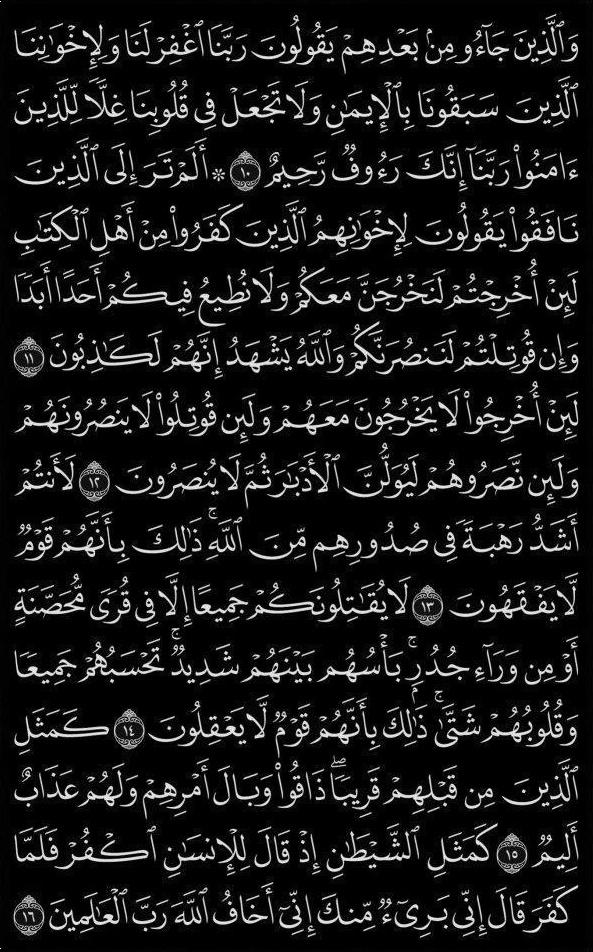 وَٱلَّذِينَ جَآءُو مِنۢ بَعْدِهِمْ يَقُولُونَ رَبَّنَا ٱغْفِرْ لَنَا وَلِإِخْوَٰنِنَا
ٱلَّذِينَ سَبَقُونَا بِٱلْإِيمَٰنِ وَلَا تَجْعَلْ فِى قُلُوبِنَا غِلًّا لِّلَّذِينَ
ءَامَنُوا۟ رَبَّنَآ إِنَّكَ رَءُوفٌ رَّحِيمٌ ١٠ ۞ أَلَمْ تَرَ إِلَى ٱلَّذِينَ
نَافَقُوا۟ يَقُولُونَ لِإِخْوَٰنِهِمُ ٱلَّذِينَ كَفَرُوا۟ مِنْ أَهْلِ ٱلْكِتَٰبِ
لَئِنْ أُخْرِجْتُمْ لَنَخْرُجَنَّ مَعَكُمْ وَلَا نُطِيعُ فِيكُمْ أَحَدًا أَبَدًا
وَإِن قُوتِلْتُمْ لَنَنصُرَنَّكُمْ وَٱللَّهُ يَشْهَدُ إِنَّهُمْ لَكَٰذِبُونَ ١١
لَئِنْ أُخْرِجُوا۟ لَا يَخْرُجُونَ مَعَهُمْ وَلَئِن قُوتِلُوا۟ لَا يَنصُرُونَهُمْ
وَلَئِن نَّصَرُوهُمْ لَيُوَلُّنَّ ٱلْأَدْبَٰرَ ثُمَّ لَا يُنصَرُونَ ١٢ لَأَنتُمْ
أَشَدُّ رَهْبَةً فِى صُدُورِهِم مِّنَ ٱللَّهِ ۚ ذَٰلِكَ بِأَنَّهُمْ قَوْمٌ
لَّا يَفْقَهُونَ ١٣ لَا يُقَٰتِلُونَكُمْ جَمِيعًا إِلَّا فِى قُرًى مُّحَصَّنَةٍ
أَوْ مِن وَرَآءِ جُدُرٍۭ ۚ بَأْسُهُم بَيْنَهُمْ شَدِيدٌ ۚ تَحْسَبُهُمْ جَمِيعًا
وَقُلُوبُهُمْ شَتَّىٰ ۚ ذَٰلِكَ بِأَنَّهُمْ قَوْمٌ لَّا يَعْقِلُونَ ١٤ كَمَثَلِ
ٱلَّذِينَ مِن قَبْلِهِمْ قَرِيبًا ۖ ذَاقُوا۟ وَبَالَ أَمْرِهِمْ وَلَهُمْ عَذَابٌ
أَلِيمٌ ١٥ كَمَثَلِ ٱلشَّيْطَٰنِ إِذْ قَالَ لِلْإِنسَٰنِ ٱكْفُرْ فَلَمَّا
كَفَرَ قَالَ إِنِّى بَرِىٓءٌ مِّنكَ إِنِّىٓ أَخَافُ ٱللَّهَ رَبَّ ٱلْعَٰلَمِينَ ١٦